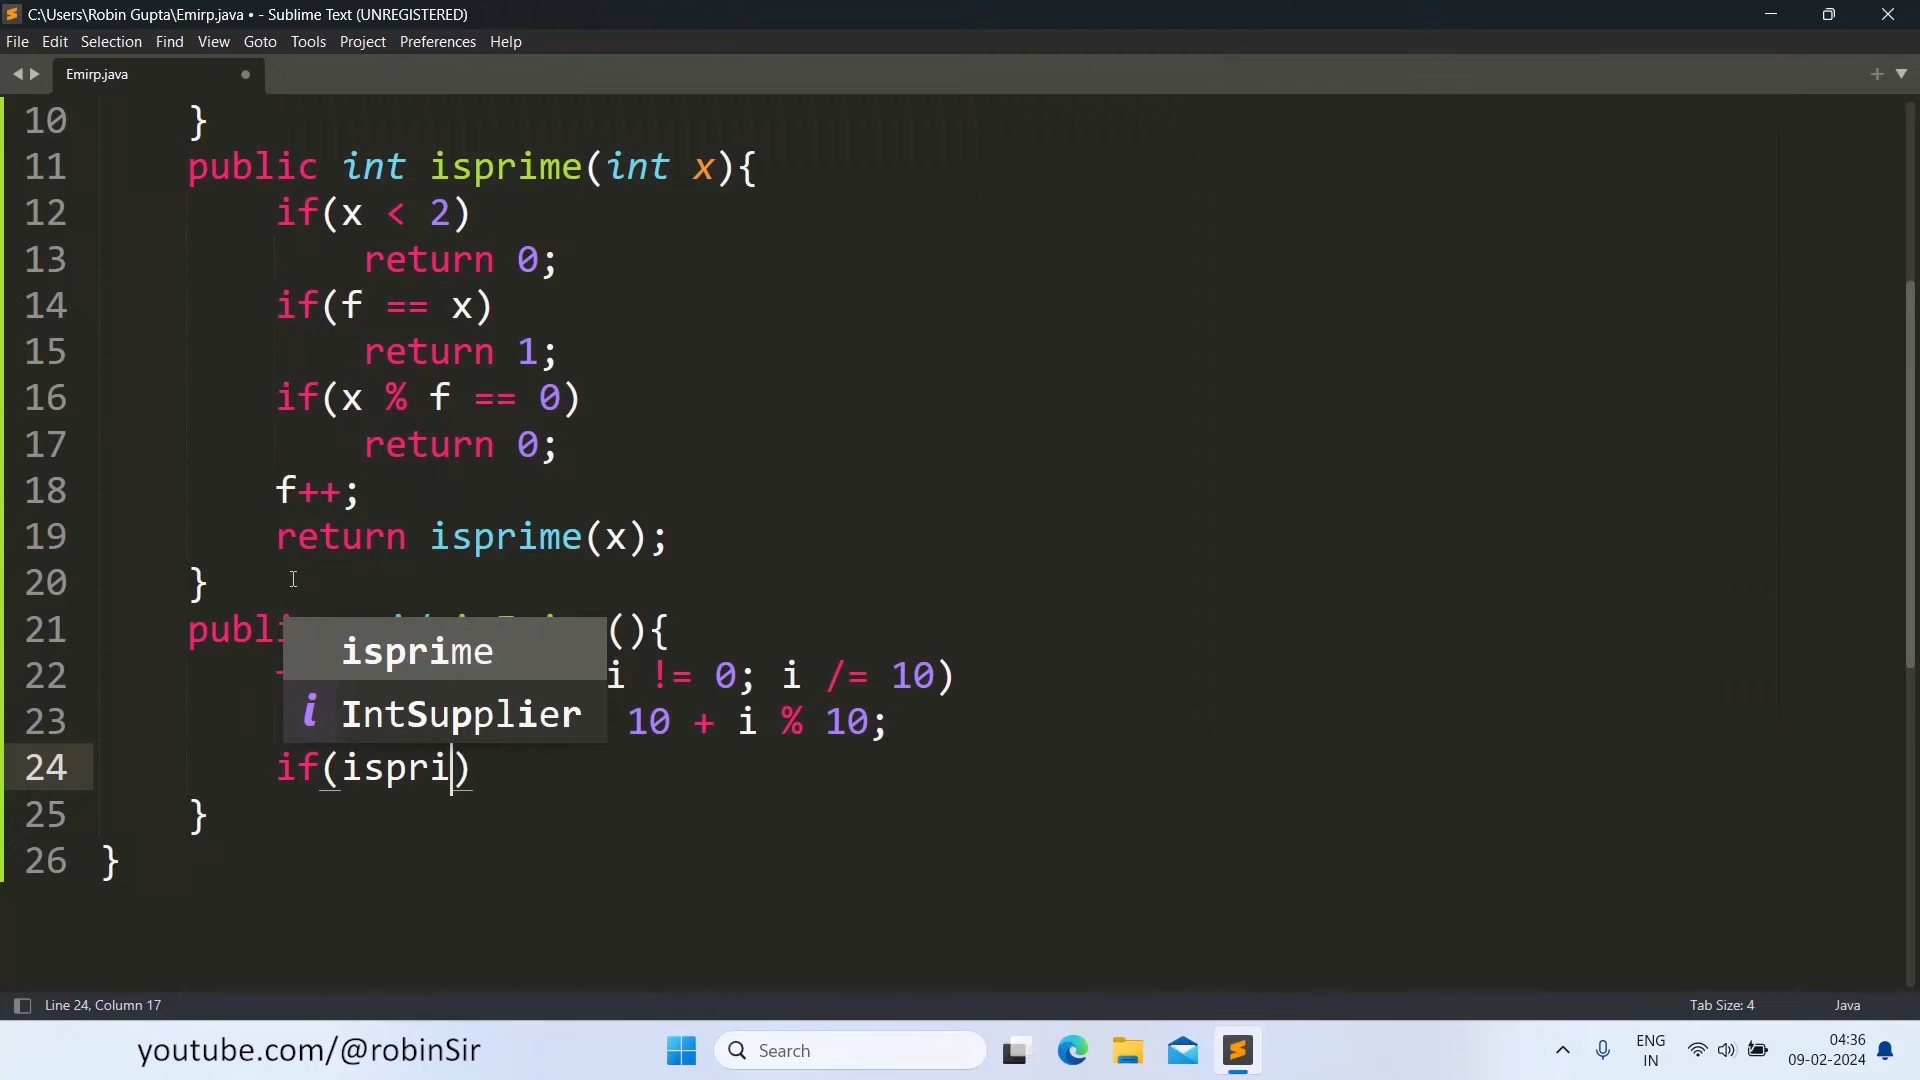 C:\Users\Robin Gupta\Emirp.java • - Sublime Text (UNREGISTERED)
File Edit Selection Find View Goto Tools Project Preferences Help
Emirp.java
10 }
11 public int isprime(int x){
12 if(x < 2)
13 return 0;
14 if(f == x)
15 return 1;
16 if(x % f == 0)
17 return 0;
18 f++;
19 return isprime(x);
20 }
21 publi (){
isprime
22 i != 0; i /= 10)
i IntSupplier
23 10 + i % 10;
24 if(ispri)
25 }
26 }
Line 24, Column 17 Tab Size: 4 Java
youtube.com/@robinSir Search ENG IN 04:36 09-02-2024